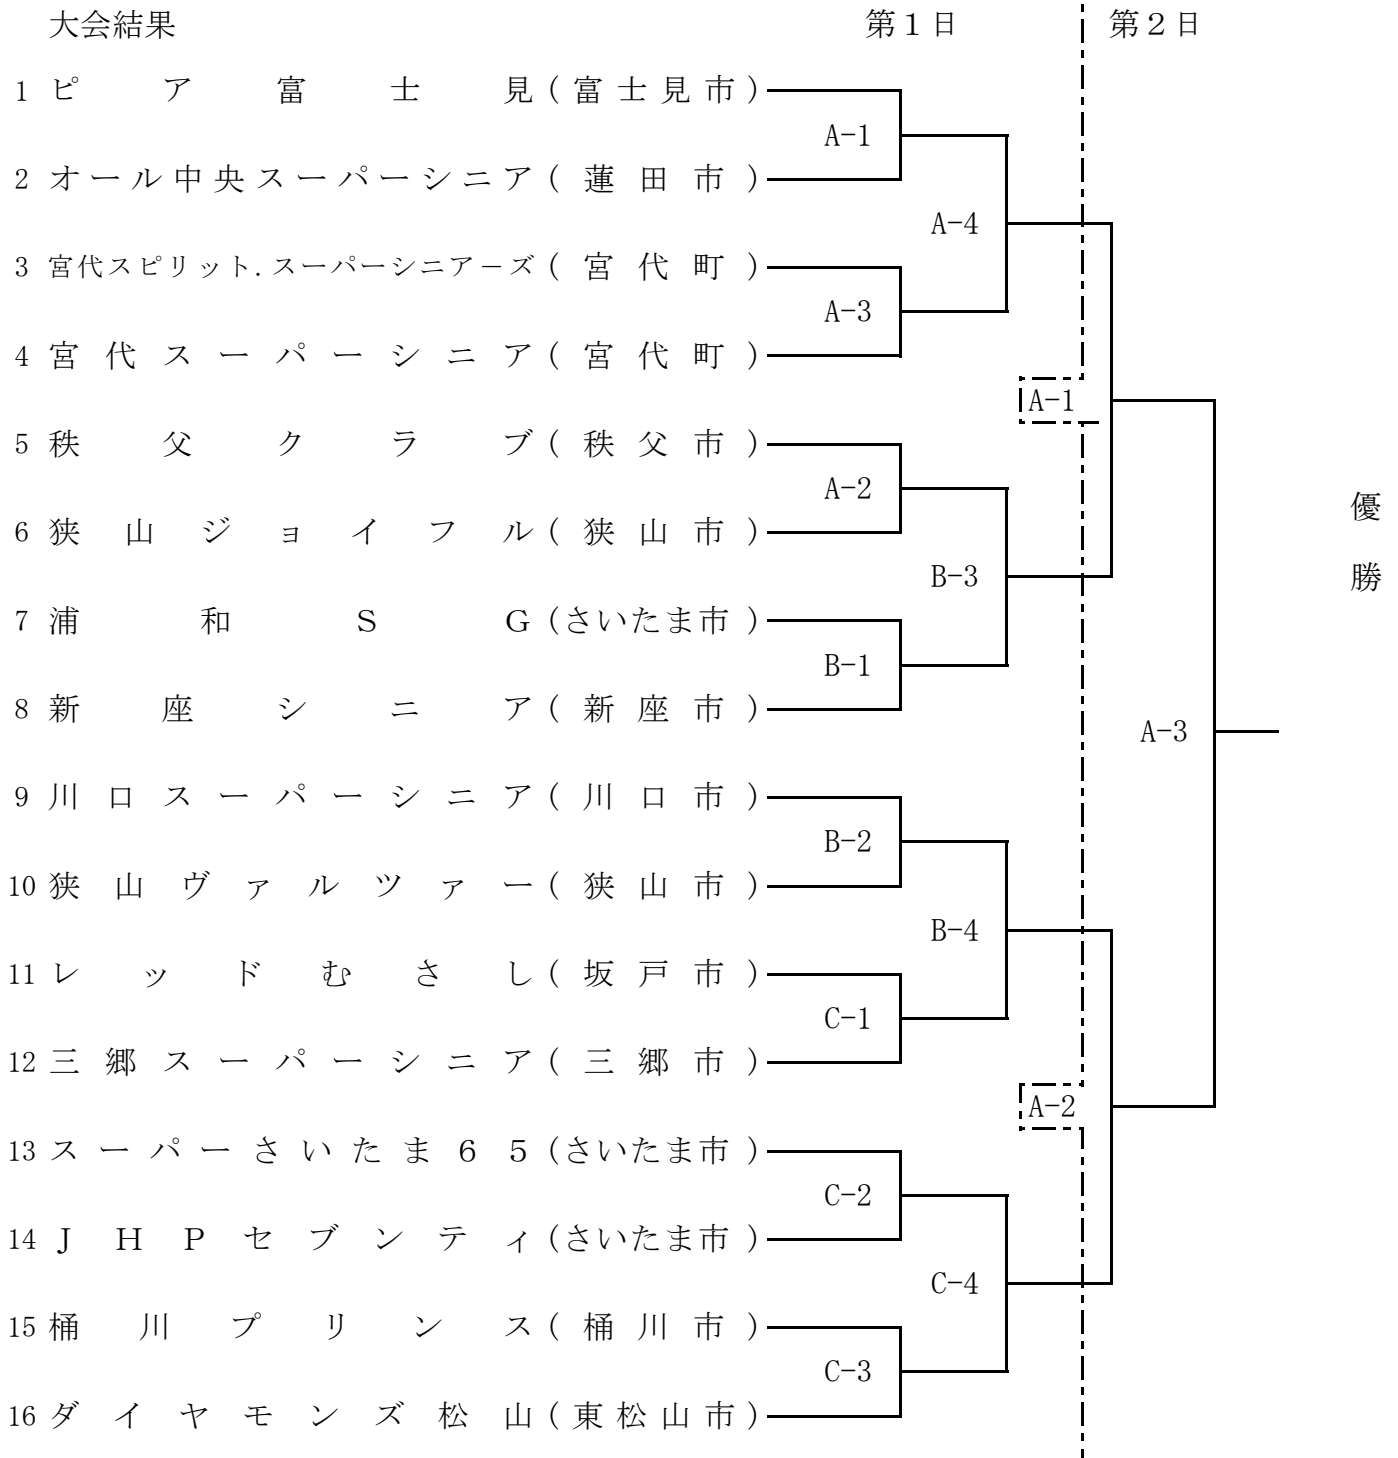 大会結果 第１日 第２日
1 ピア富士見(富士見市)
A-1
2 オール中央スーパーシニア(蓮田市)
A-4
3 宮代スピリット.スーパーシニア－ズ(宮代町)
A-3
4 宮代スーパーシニア(宮代町)
A-1
5 秩父クラブ(秩父市)
A-2
優
6 狭山ジョイフル(狭山市)
B-3
勝
7 浦和ＳＧ(さいたま市)
B-1
8 新座シニア(新座市)
A-3
9 川口スーパーシニア(川口市)
B-2
10 狭山ヴァルツァー(狭山市)
B-4
11 レッドむさし(坂戸市)
C-1
12 三郷スーパーシニア(三郷市)
A-2
13 スーパーさいたま６５(さいたま市)
C-2
14 ＪＨＰセブンティ(さいたま市)
C-4
15 桶川プリンス(桶川市)
C-3
16 ダイヤモンズ松山(東松山市)